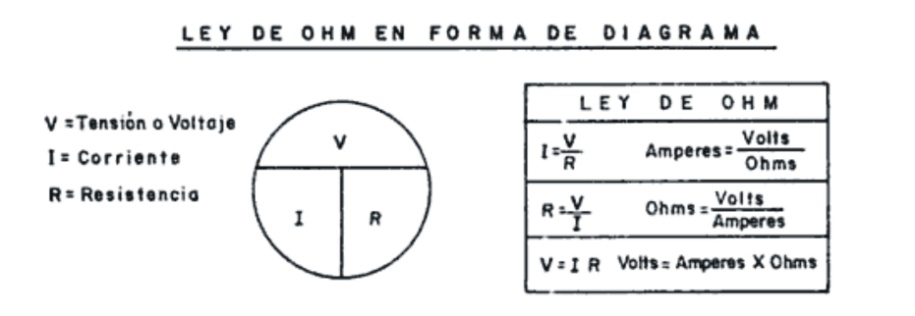 LEY DE OHM EN FORMA DE DIAGRAMA
V = Tensión o Voltaje
I = Corriente
R = Resistencia
V
I R
LEY DE OHM
I = V/R Amperes = Volts/Ohms
R = V/I Ohms = Volts/Amperes
V = I R Volts = Amperes X Ohms